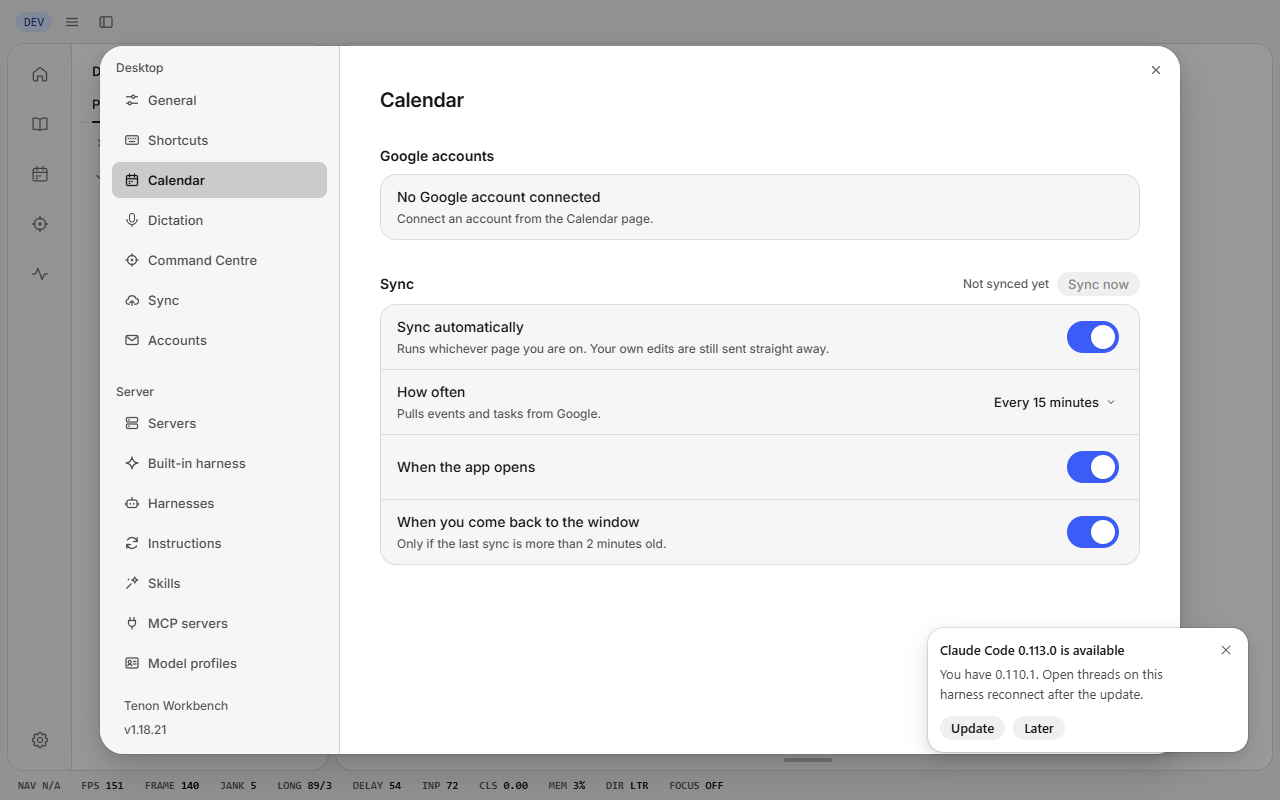 DEV
Desktop
General
Shortcuts
Calendar
Dictation
Command Centre
Sync
Accounts
Server
Servers
Built-in harness
Harnesses
Instructions
Skills
MCP servers
Model profiles
Tenon Workbench
v1.18.21
Calendar
Google accounts
No Google account connected
Connect an account from the Calendar page.
Sync
Not synced yet
Sync now
Sync automatically
Runs whichever page you are on. Your own edits are still sent straight away.
How often
Pulls events and tasks from Google.
Every 15 minutes
When the app opens
When you come back to the window
Only if the last sync is more than 2 minutes old.
Claude Code 0.113.0 is available
You have 0.110.1. Open threads on this
harness reconnect after the update.
Update
Later
NAV N/A FPS 151 FRAME 140 JANK 5 LONG 89/3 DELAY 54 INP 72 CLS 0.00 MEM 3% DIR LTR FOCUS OFF